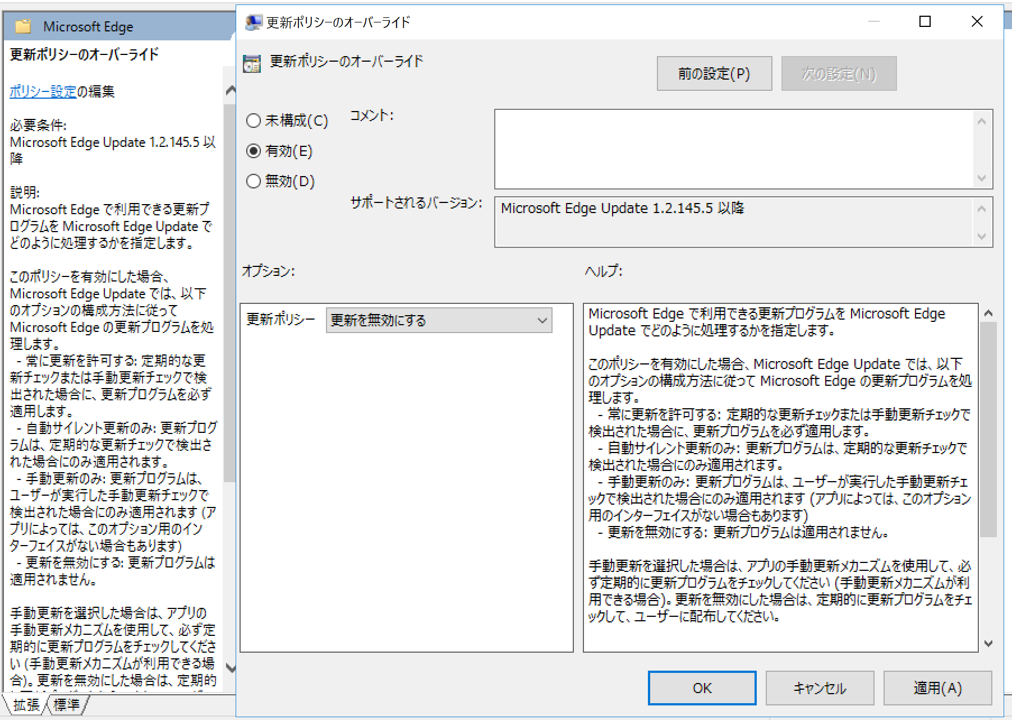 Microsoft Edge
更新ポリシーのオーバーライド
ポリシー設定の編集
必要条件:
Microsoft Edge Update 1.2.145.5 以
降
説明:
Microsoft Edge で利用できる更新プ
ログラムを Microsoft Edge Update で
どのように処理するかを指定します。
このポリシーを有効にした場合、
Microsoft Edge Update では、以下
のオプションの構成方法に従って
Microsoft Edge の更新プログラムを処
理します。
- 常に更新を許可する: 定期的な更
新チェックまたは手動更新チェックで検
出された場合に、更新プログラムを必ず
適用します。
- 自動サイレント更新のみ: 更新プログ
ラムは、定期的な更新チェックで検出さ
れた場合にのみ適用されます。
- 手動更新のみ: 更新プログラムは、
ユーザーが実行した手動更新チェックで
検出された場合にのみ適用されます (ア
プリによっては、このオプション用のイン
ターフェイスがない場合もあります)
- 更新を無効にする: 更新プログラムは
適用されません。
手動更新を選択した場合は、アプリの
手動更新メカニズムを使用して、必ず定
期的に更新プログラムをチェックしてくださ
い (手動更新メカニズムが利用できる場
合)。更新を無効にした場合は、定期的
拡張
標準
更新ポリシーのオーバーライド
更新ポリシーのオーバーライド
前の設定(P)
次の設定(N)
未構成(C)
有効(E)
無効(D)
コメント:
サポートされるバージョン:
Microsoft Edge Update 1.2.145.5 以降
オプション:
ヘルプ:
更新ポリシー
更新を無効にする
Microsoft Edge で利用できる更新プログラムを Microsoft Edge
Update でどのように処理するかを指定します。
このポリシーを有効にした場合、Microsoft Edge Update では、以下
のオプションの構成方法に従って Microsoft Edge の更新プログラムを処
理します。
- 常に更新を許可する: 定期的な更新チェックまたは手動更新チェックで
検出された場合に、更新プログラムを必ず適用します。
- 自動サイレント更新のみ: 更新プログラムは、定期的な更新チェックで
検出された場合にのみ適用されます。
- 手動更新のみ: 更新プログラムは、ユーザーが実行した手動更新チェ
ックで検出された場合にのみ適用されます (アプリによっては、このオプション
用のインターフェイスがない場合もあります)
- 更新を無効にする: 更新プログラムは適用されません。
手動更新を選択した場合は、アプリの手動更新メカニズムを使用して、必
ず定期的に更新プログラムをチェックしてください (手動更新メカニズムが利
用できる場合)。更新を無効にした場合は、定期的に更新プログラムをチェ
ックして、ユーザーに配布してください。
OK
キャンセル
適用(A)